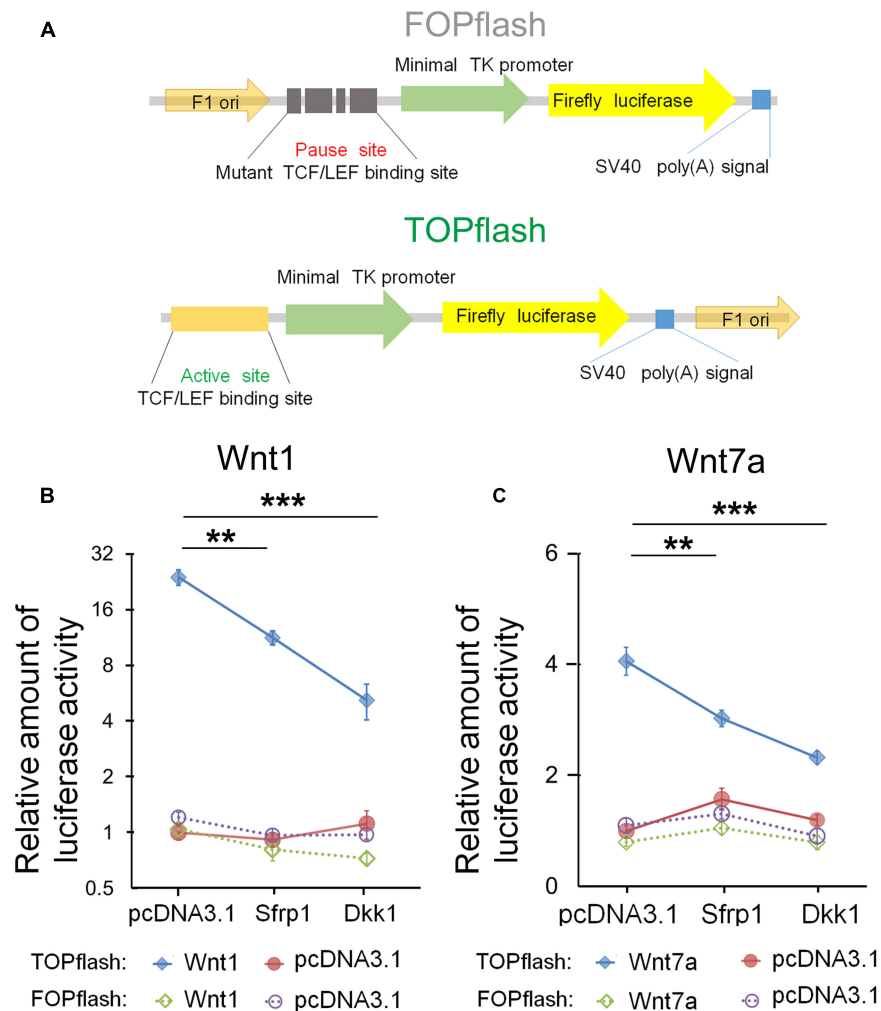 A
FOPflash
Minimal TK promoter
F1 ori
Firefly luciferase
Pause site
Mutant TCF/LEF binding site
SV40 poly(A) signal
TOPflash
Minimal TK promoter
Firefly luciferase
F1 ori
Active site
TCF/LEF binding site
SV40 poly(A) signal
B
Wnt1
***
**
Relative amount of
luciferase activity
32
16
8
4
2
1
0.5
pcDNA3.1 Sfrp1 Dkk1
TOPflash: Wnt1 pcDNA3.1
FOPflash: Wnt1 pcDNA3.1
C
Wnt7a
***
**
Relative amount of
luciferase activity
6
4
2
0
pcDNA3.1 Sfrp1 Dkk1
TOPflash: Wnt7a pcDNA3.1
FOPflash: Wnt7a pcDNA3.1